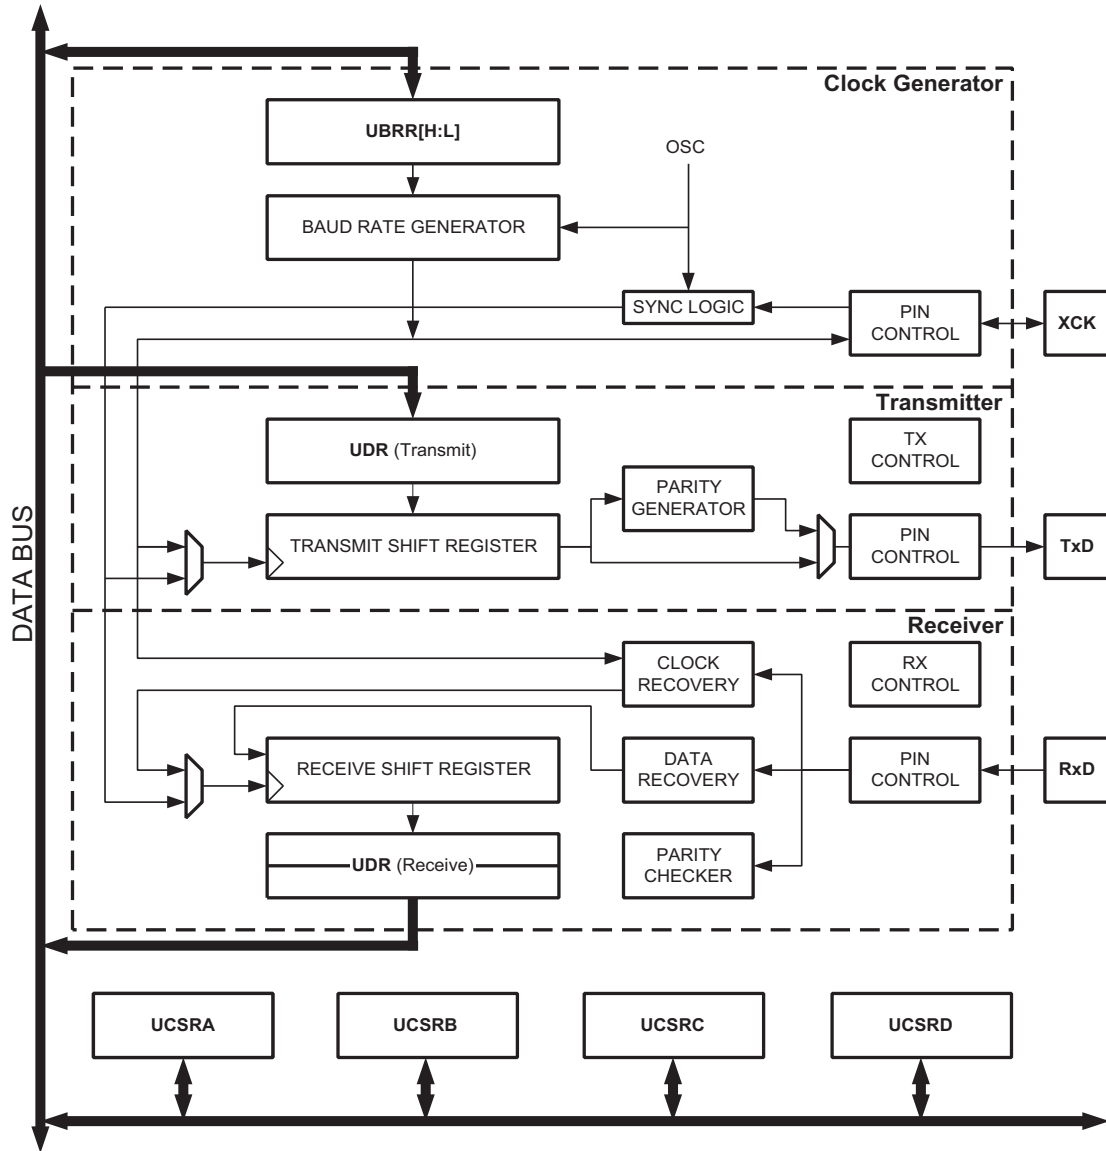 Clock Generator
UBRR[H:L]
OSC
BAUD RATE GENERATOR
SYNC LOGIC
PIN
CONTROL
XCK
Transmitter
TX
CONTROL
UDR (Transmit)
PARITY
GENERATOR
TRANSMIT SHIFT REGISTER
PIN
CONTROL
TxD
DATA BUS
Receiver
CLOCK
RECOVERY
RX
CONTROL
RECEIVE SHIFT REGISTER
DATA
RECOVERY
PIN
CONTROL
RxD
UDR (Receive)
PARITY
CHECKER
UCSRA
UCSRB
UCSRC
UCSRD